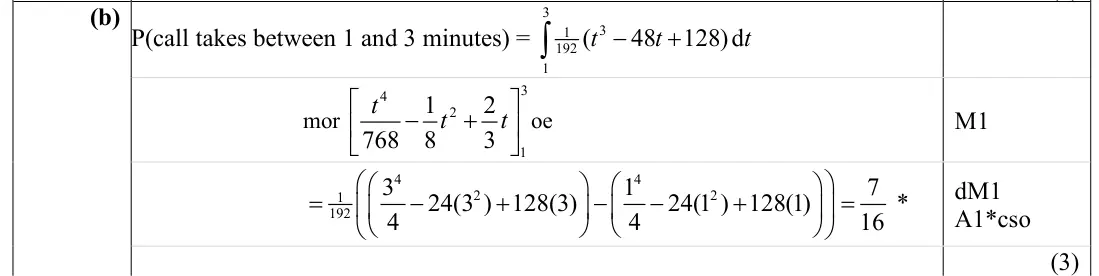 (b) P(call takes between 1 and 3 minutes) = ∫₁³ 1/192 (t³ − 48t + 128) dt
mor [t⁴/768 − 1/8 t² + 2/3 t]₁³ oe M1
= 1/192 ((3⁴/4 − 24(3²) + 128(3)) − (1⁴/4 − 24(1²) + 128(1))) = 7/16 * dM1
A1*cso
(3)